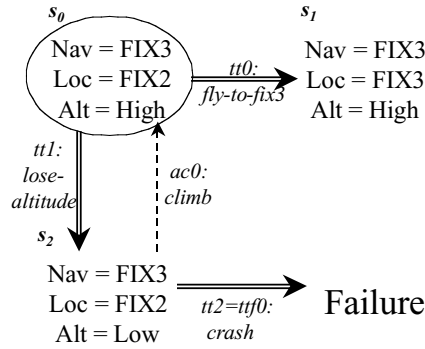 s0
Nav = FIX3
Loc = FIX2
Alt = High
tt0:
fly-to-fix3
s1
Nav = FIX3
Loc = FIX3
Alt = High
tt1:
lose-
altitude
ac0:
climb
s2
Nav = FIX3
Loc = FIX2
Alt = Low
tt2=ttf0:
crash
Failure